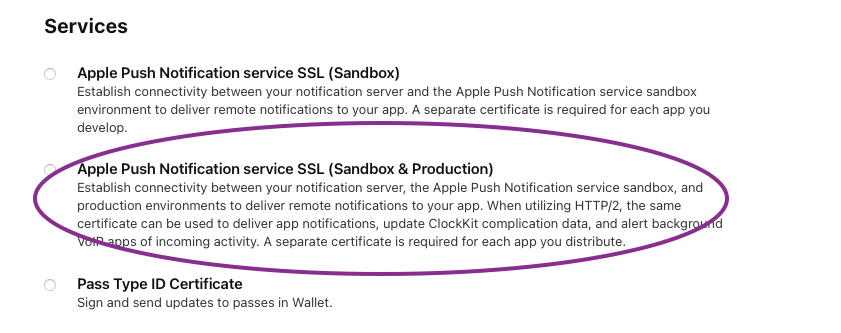 Services
Apple Push Notification service SSL (Sandbox)
Establish connectivity between your notification server and the Apple Push Notification service sandbox
environment to deliver remote notifications to your app. A separate certificate is required for each app you
develop.
Apple Push Notification service SSL (Sandbox & Production)
Establish connectivity between your notification server, the Apple Push Notification service sandbox, and
production environments to deliver remote notifications to your app. When utilizing HTTP/2, the same
certificate can be used to deliver app notifications, update ClockKit complication data, and alert background
VoIP apps of incoming activity. A separate certificate is required for each app you distribute.
Pass Type ID Certificate
Sign and send updates to passes in Wallet.